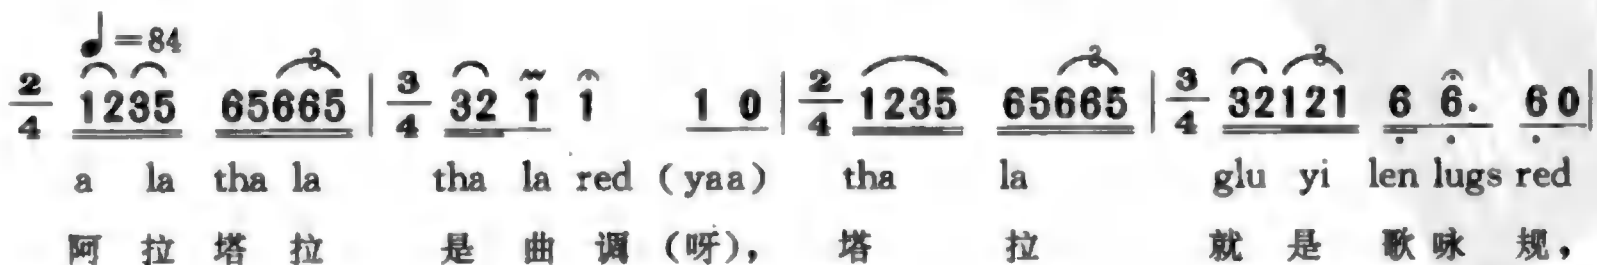 ♩=84
2/4 1235 65665 | 3/4 32 1 1 1 0 | 2/4 1235 65665 | 3/4 32121 6 6. 60 |
a la tha la tha la red (yaa) tha la glu yi len lugs red
阿 拉 塔 拉 是 曲 调 (呀), 塔 拉 就 是 歌 咏 规,